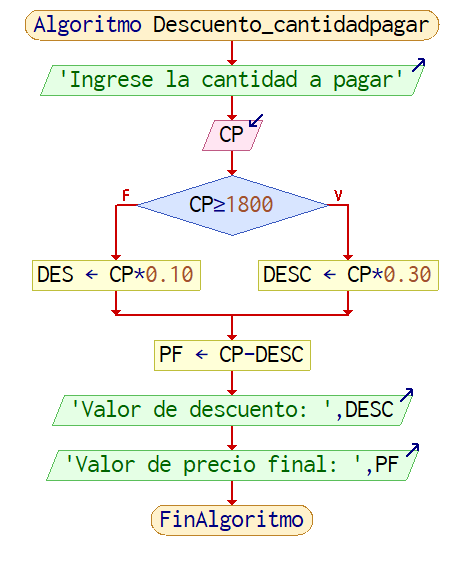 Algoritmo Descuento_cantidadpagar
'Ingrese la cantidad a pagar'
CP
CP≥1800
F
V
DES ← CP*0.10
DESC ← CP*0.30
PF ← CP-DESC
'Valor de descuento: ',DESC
'Valor de precio final: ',PF
FinAlgoritmo